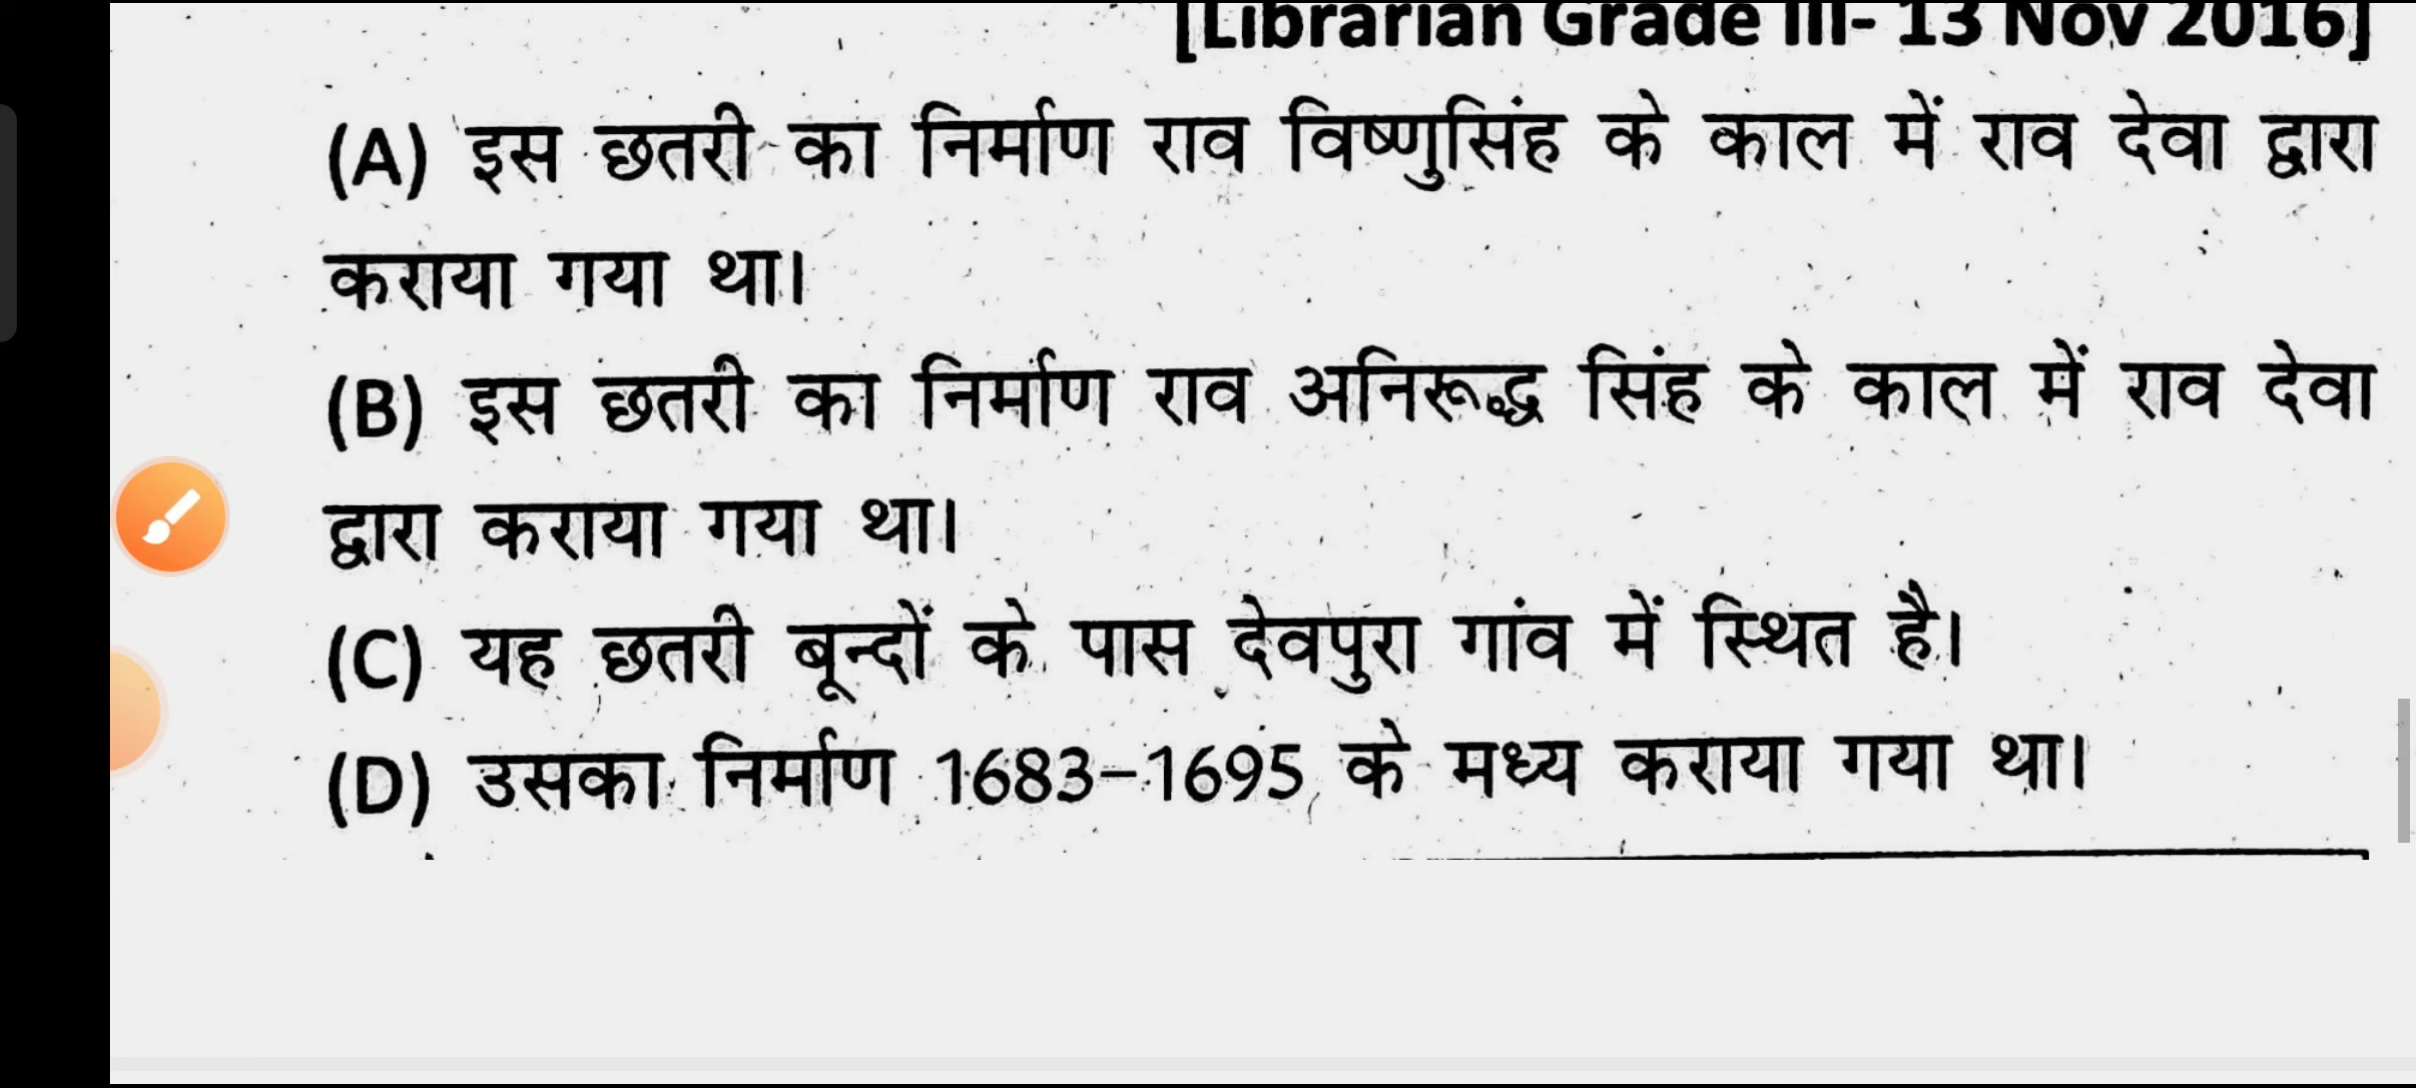 [Librarian Grade III- 13 Nov 2016]
(A) इस छतरी का निर्माण राव विष्णुसिंह के काल में राव देवा द्वारा
कराया गया था।
(B) इस छतरी का निर्माण राव अनिरूद्ध सिंह के काल में राव देवा
द्वारा कराया गया था।
(C) यह छतरी बून्दों के पास देवपुरा गांव में स्थित है।
(D) उसका निर्माण 1683–1695 के मध्य कराया गया था।